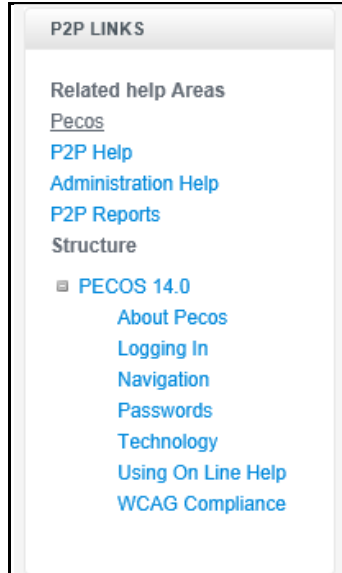 P2P LINKS
Related help Areas
Pecos
P2P Help
Administration Help
P2P Reports
Structure
PECOS 14.0
About Pecos
Logging In
Navigation
Passwords
Technology
Using On Line Help
WCAG Compliance